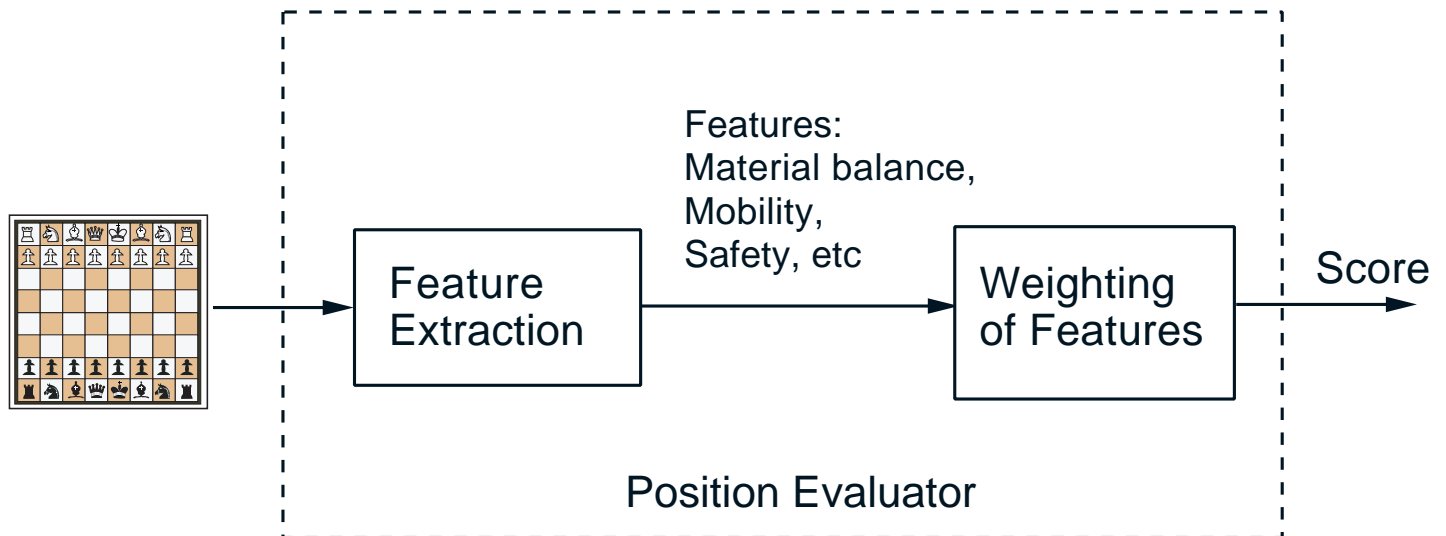 Features:
Material balance,
Mobility,
Safety, etc
Feature
Extraction
Weighting
of Features
Score
Position Evaluator